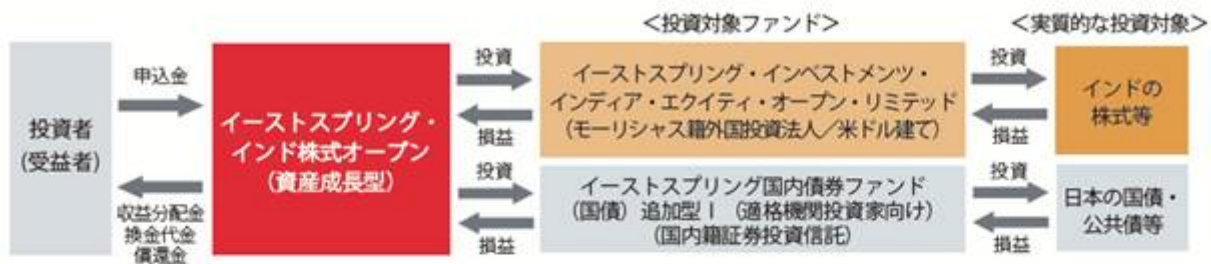 ＜投資対象ファンド＞
＜実質的な投資対象＞
投資者
（受益者）
申込金
収益分配金
換金代金
償還金
イーストスプリング・
インド株式オープン
（資産成長型）
投資
損益
投資
損益
イーストスプリング・インベストメンツ・
インディア・エクイティ・オープン・リミテッド
（モーリシャス籍外国投資法人／米ドル建て）
イーストスプリング国内債券ファンド
（国債）追加型Ⅰ（適格機関投資家向け）
（国内籍証券投資信託）
投資
損益
投資
損益
インドの
株式等
日本の国債・
公共債等